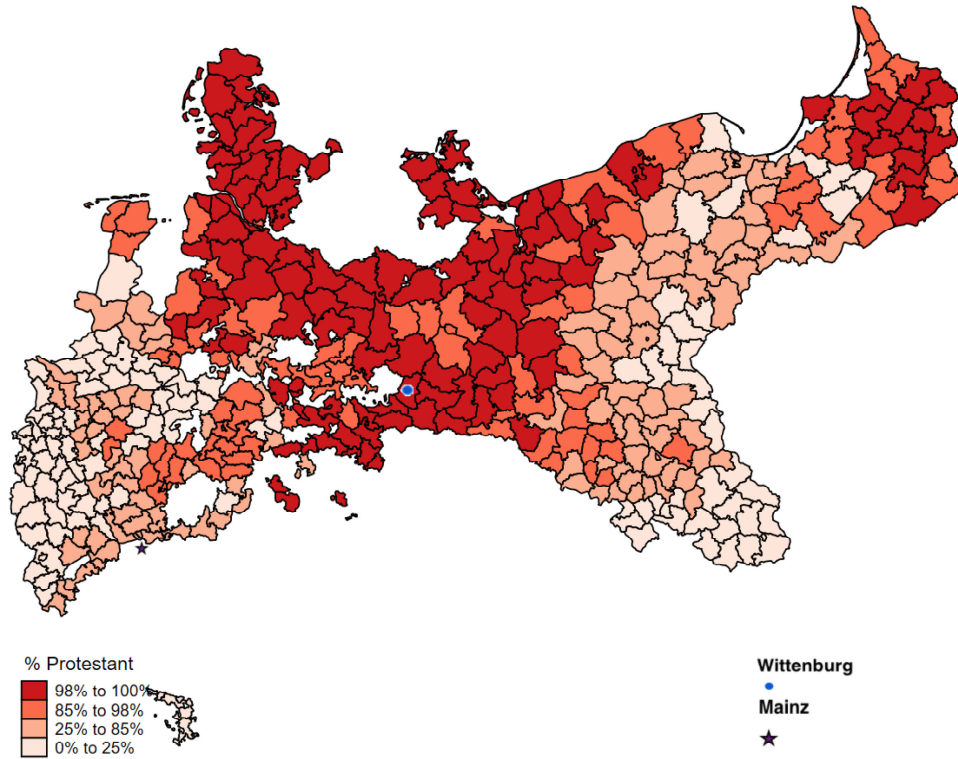 % Protestant
98% to 100%
85% to 98%
25% to 85%
0% to 25%
Wittenburg
Mainz